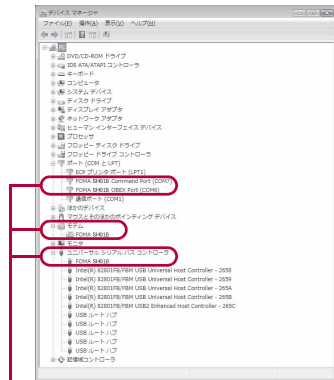 デバイス マネージャ
ファイル(F) 操作(A) 表示(V) ヘルプ(H)
PC
DVD/CD-ROM ドライブ
IDE ATA/ATAPI コントローラ
キーボード
コンピュータ
システム デバイス
ディスク ドライブ
ディスプレイ アダプタ
ネットワーク アダプタ
ヒューマン インターフェイス デバイス
プロセッサ
フロッピー ディスク ドライブ
フロッピー ドライブ コントローラ
ポート (COM と LPT)
ECP プリンタ ポート (LPT1)
FOMA SH01B Command Port (COM7)
FOMA SH01B OBEX Port (COM6)
通信ポート (COM1)
ほかのデバイス
マウスとそのほかのポインティング デバイス
モデム
FOMA SH01B
モニタ
ユニバーサル シリアル バス コントローラ
FOMA SH01B
Intel(R) 82801FB/FBM USB Universal Host Controller - 2658
Intel(R) 82801FB/FBM USB Universal Host Controller - 2659
Intel(R) 82801FB/FBM USB Universal Host Controller - 265A
Intel(R) 82801FB/FBM USB Universal Host Controller - 265B
Intel(R) 82801FB/FBM USB2 Enhanced Host Controller - 265C
USB ルート ハブ
USB ルート ハブ
USB ルート ハブ
USB ルート ハブ
USB ルート ハブ
記憶域コントローラ